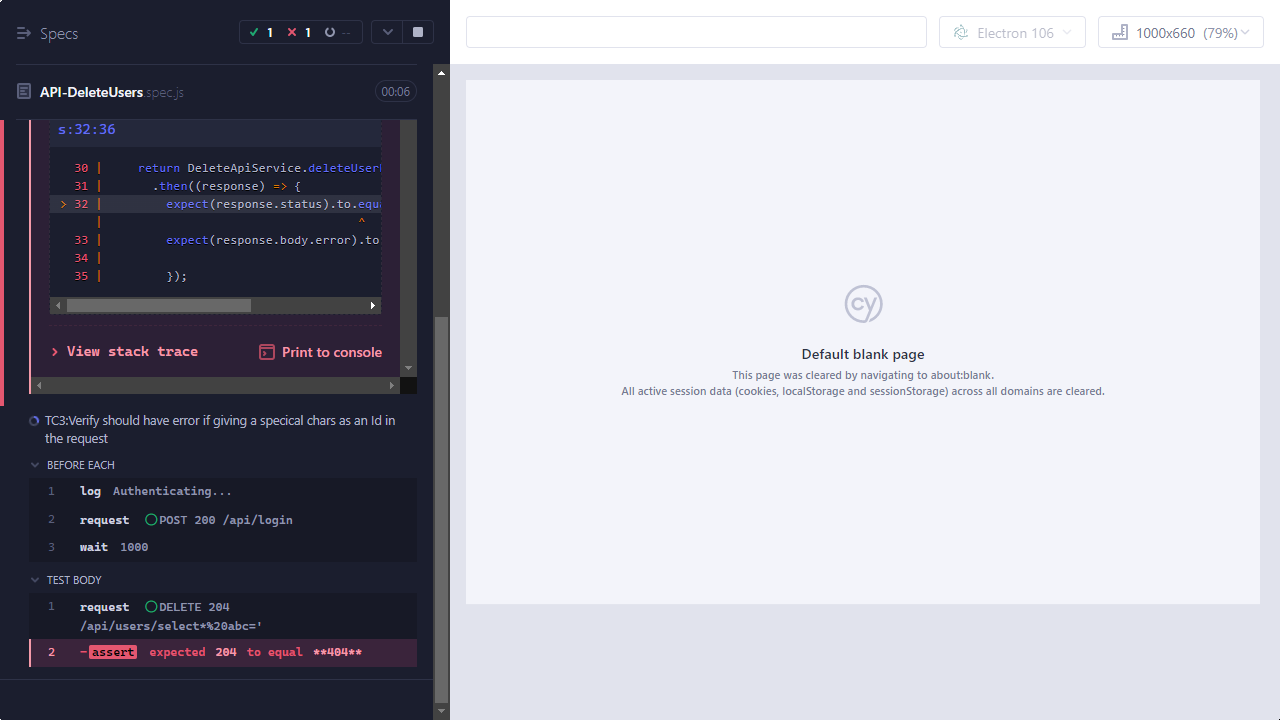 Specs
1 1 --
Electron 106
1000x660 (79%)
API-DeleteUsers.spec.js
00:06
s:32:36
30 | return DeleteApiService.deleteUser
31 | .then((response) => {
> 32 | expect(response.status).to.equa
| ^
33 | expect(response.body.error).to
34 |
35 | });
> View stack trace
Print to console
TC3:Verify should have error if giving a specical chars as an Id in
the request
BEFORE EACH
1 log Authenticating...
2 request POST 200 /api/login
3 wait 1000
TEST BODY
1 request DELETE 204
/api/users/select*%20abc='
2 -assert expected 204 to equal **404**
cy
Default blank page
This page was cleared by navigating to about:blank.
All active session data (cookies, localStorage and sessionStorage) across all domains are cleared.